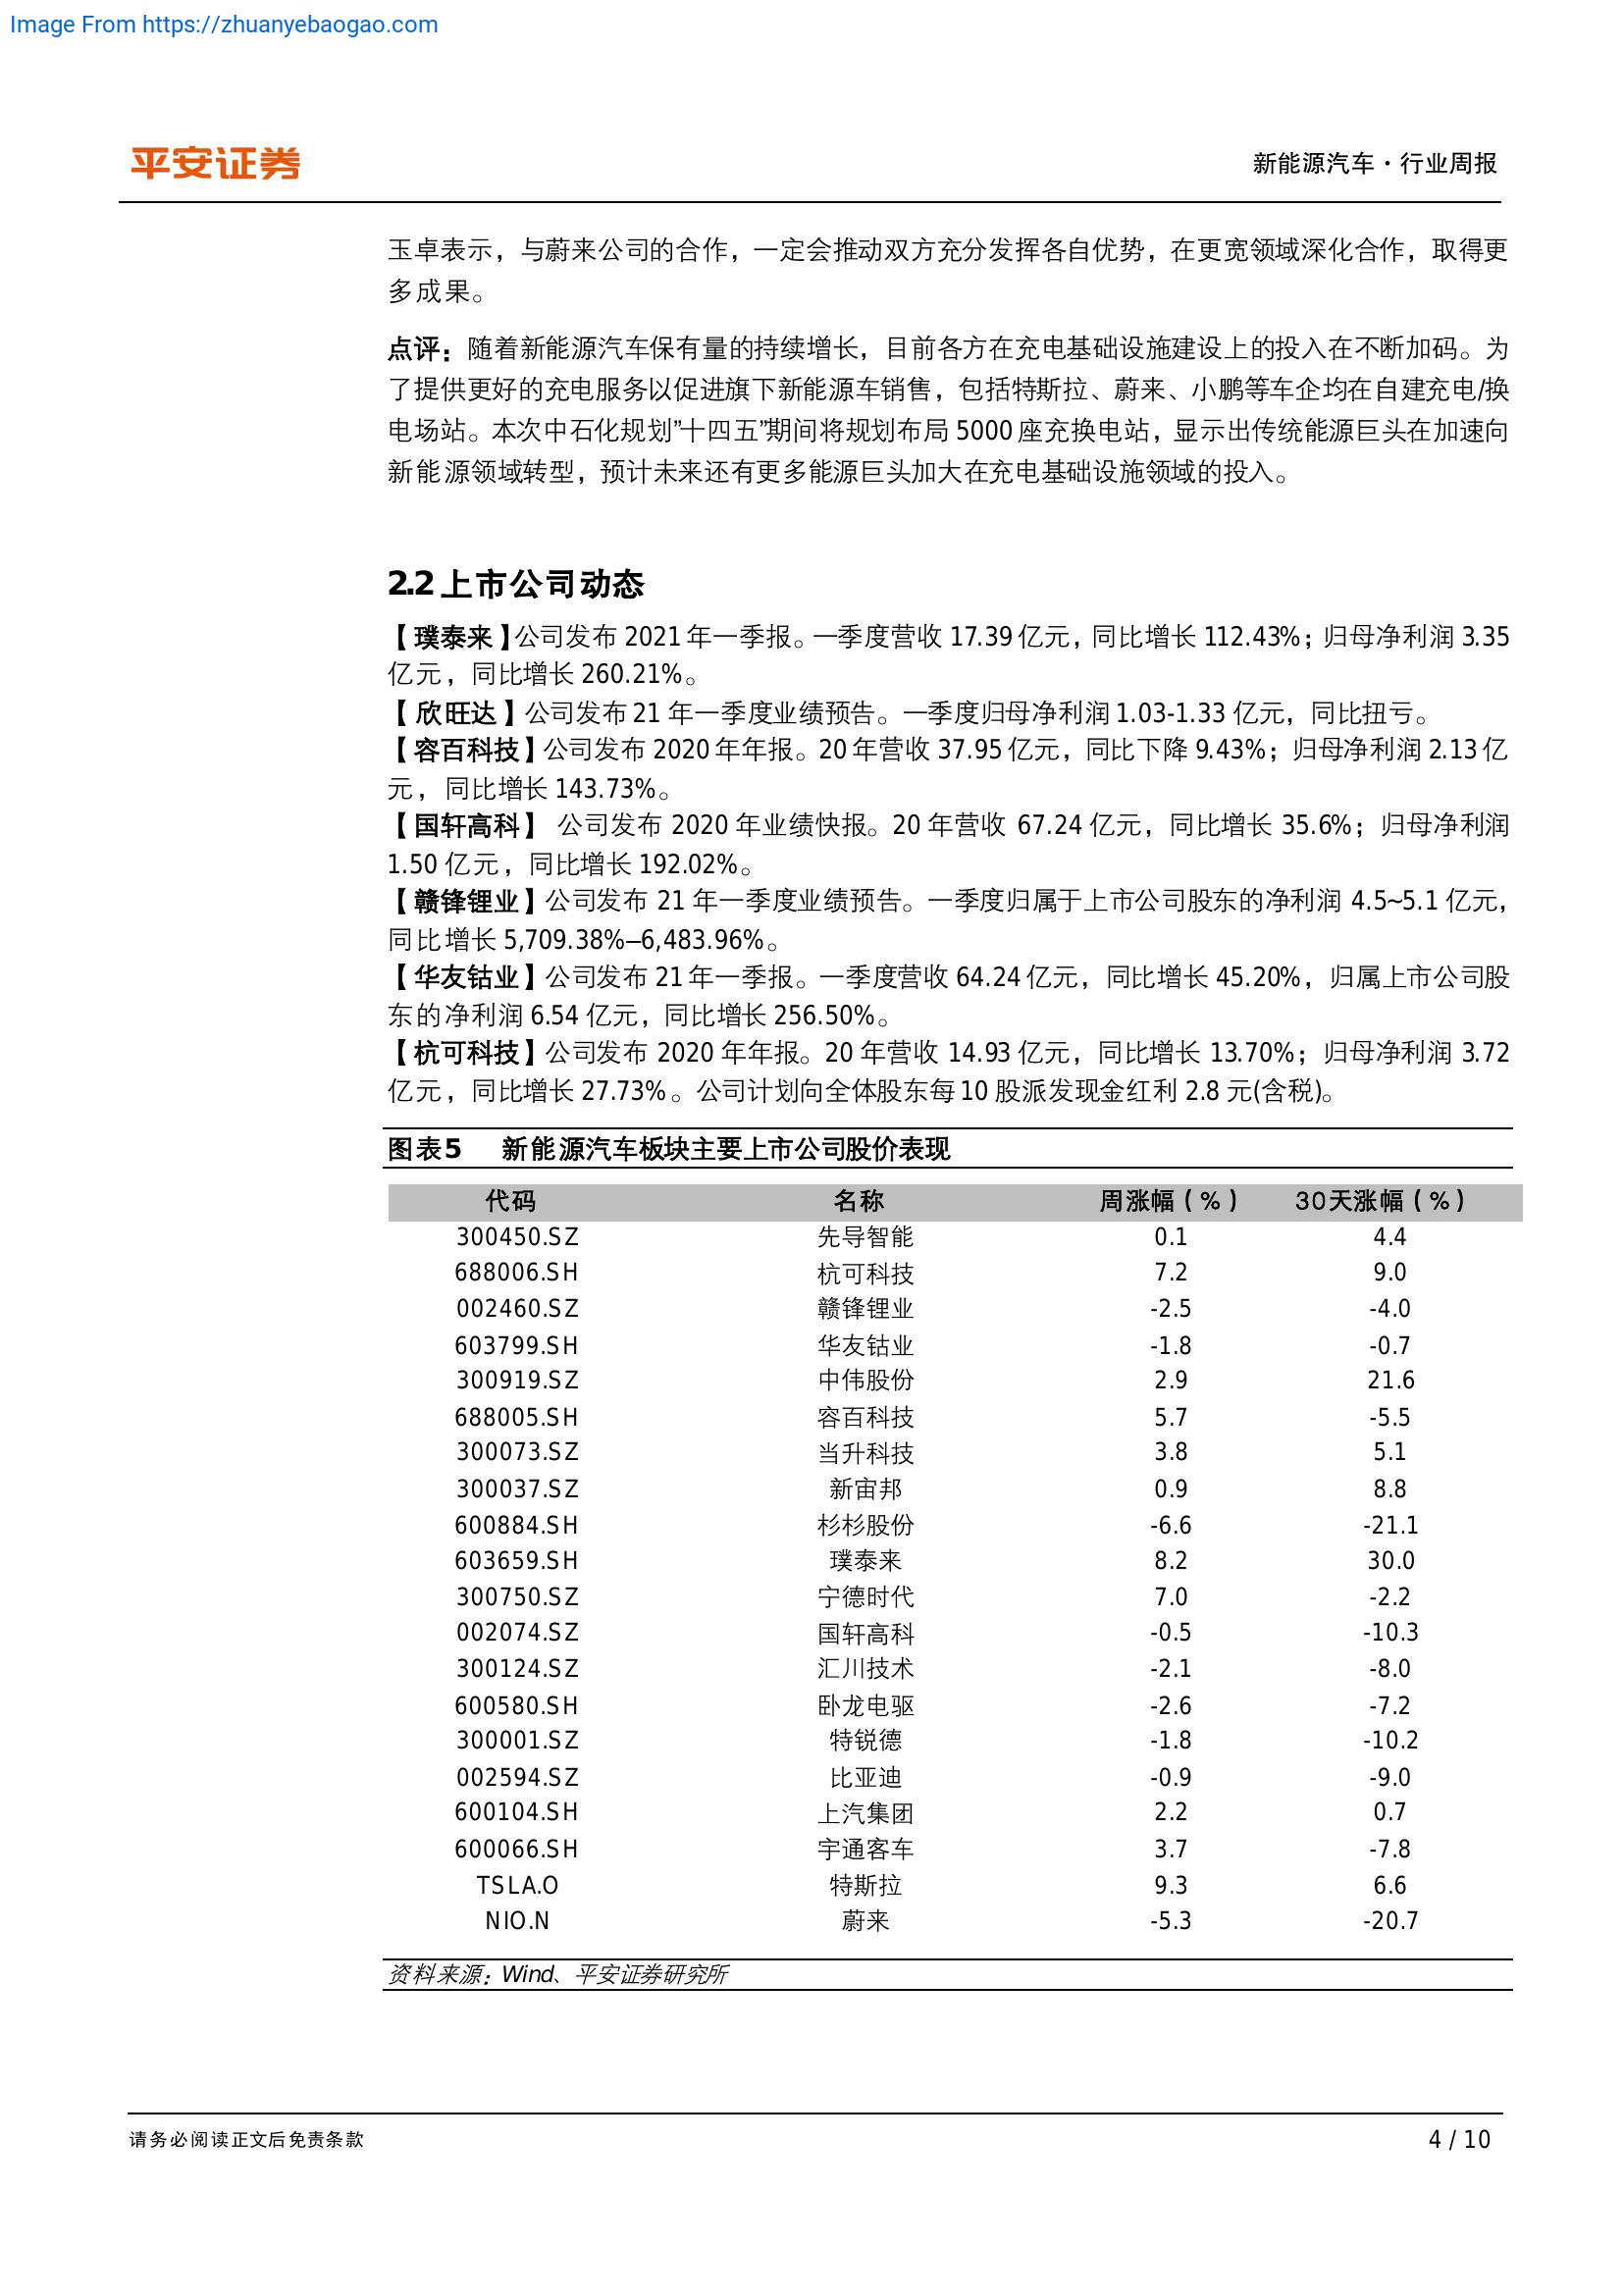 Image From https://zhuanyebaogao.com
平安证券
新能源汽车·行业周报
玉卓表示，与蔚来公司的合作，一定会推动双方充分发挥各自优势，在更宽领域深化合作，取得更
多成果。
点评：随着新能源汽车保有量的持续增长，目前各方在充电基础设施建设上的投入在不断加码。为
了提供更好的充电服务以促进旗下新能源车销售，包括特斯拉、蔚来、小鹏等车企均在自建充电/换
电场站。本次中石化规划”十四五”期间将规划布局 5000 座充换电站，显示出传统能源巨头在加速向
新能源领域转型，预计未来还有更多能源巨头加大在充电基础设施领域的投入。
2.2 上市公司动态
【璞泰来】公司发布 2021 年一季报。一季度营收 17.39 亿元，同比增长 112.43%；归母净利润 3.35
亿元，同比增长 260.21%。
【欣旺达】公司发布 21 年一季度业绩预告。一季度归母净利润 1.03-1.33 亿元，同比扭亏。
【容百科技】公司发布 2020 年年报。20 年营收 37.95 亿元，同比下降 9.43%；归母净利润 2.13 亿
元，同比增长 143.73%。
【国轩高科】 公司发布 2020 年业绩快报。20 年营收 67.24 亿元，同比增长 35.6%；归母净利润
1.50 亿元，同比增长 192.02%。
【赣锋锂业】公司发布 21 年一季度业绩预告。一季度归属于上市公司股东的净利润 4.5~5.1 亿元，
同比增长 5,709.38%–6,483.96%。
【华友钴业】公司发布 21 年一季报。一季度营收 64.24 亿元，同比增长 45.20%，归属上市公司股
东的净利润 6.54 亿元，同比增长 256.50%。
【杭可科技】公司发布 2020 年年报。20 年营收 14.93 亿元，同比增长 13.70%；归母净利润 3.72
亿元，同比增长 27.73%。公司计划向全体股东每 10 股派发现金红利 2.8 元(含税)。
图表5 新能源汽车板块主要上市公司股价表现
代码 名称 周涨幅（%） 30天涨幅（%）
300450.SZ 先导智能 0.1 4.4
688006.SH 杭可科技 7.2 9.0
002460.SZ 赣锋锂业 -2.5 -4.0
603799.SH 华友钴业 -1.8 -0.7
300919.SZ 中伟股份 2.9 21.6
688005.SH 容百科技 5.7 -5.5
300073.SZ 当升科技 3.8 5.1
300037.SZ 新宙邦 0.9 8.8
600884.SH 杉杉股份 -6.6 -21.1
603659.SH 璞泰来 8.2 30.0
300750.SZ 宁德时代 7.0 -2.2
002074.SZ 国轩高科 -0.5 -10.3
300124.SZ 汇川技术 -2.1 -8.0
600580.SH 卧龙电驱 -2.6 -7.2
300001.SZ 特锐德 -1.8 -10.2
002594.SZ 比亚迪 -0.9 -9.0
600104.SH 上汽集团 2.2 0.7
600066.SH 宇通客车 3.7 -7.8
TSLA.O 特斯拉 9.3 6.6
NIO.N 蔚来 -5.3 -20.7
资料来源：Wind、平安证券研究所
请务必阅读正文后免责条款
4 / 10